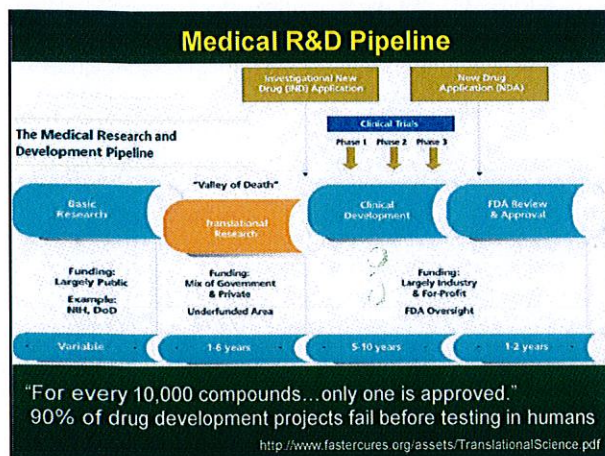 Medical R&D Pipeline
Investigational New
Drug (IND) Application
New Drug
Application (NDA)
The Medical Research and
Development Pipeline
Clinical Trials
Phase 1
Phase 2
Phase 3
"Valley of Death"
Basic
Research
Translational
Research
Clinical
Development
FDA Review
& Approval
Funding:
Largely Public
Example:
NIH, DoD
Funding:
Mix of Government
& Private
Underfunded Area
Funding:
Largely Industry
& For-Profit
FDA Oversight
Variable
1-6 years
5-10 years
1-2 years
"For every 10,000 compounds...only one is approved."
90% of drug development projects fail before testing in humans
http://www.fastercures.org/assets/TranslationalScience.pdf